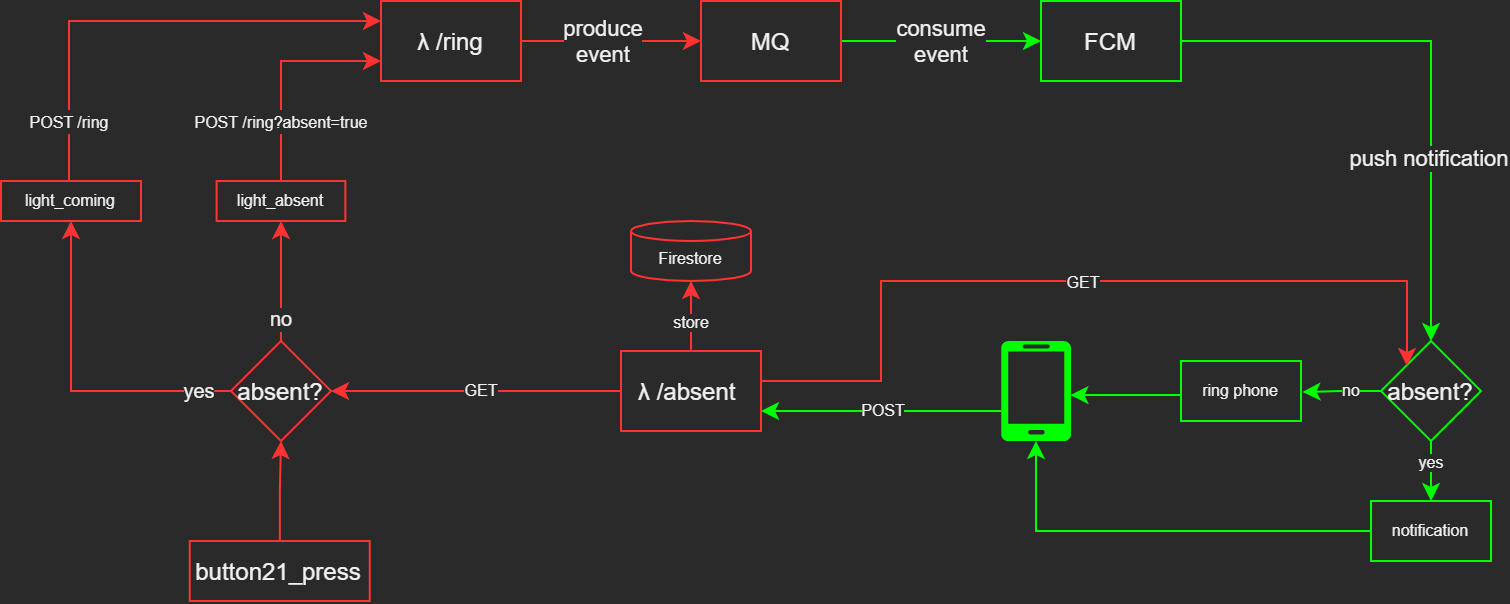 λ /ring
produce
event
MQ
consume
event
FCM
POST /ring
POST /ring?absent=true
push notification
light_coming
light_absent
Firestore
GET
no
store
yes
absent?
GET
λ /absent
POST
ring phone
no
absent?
yes
notification
button21_press